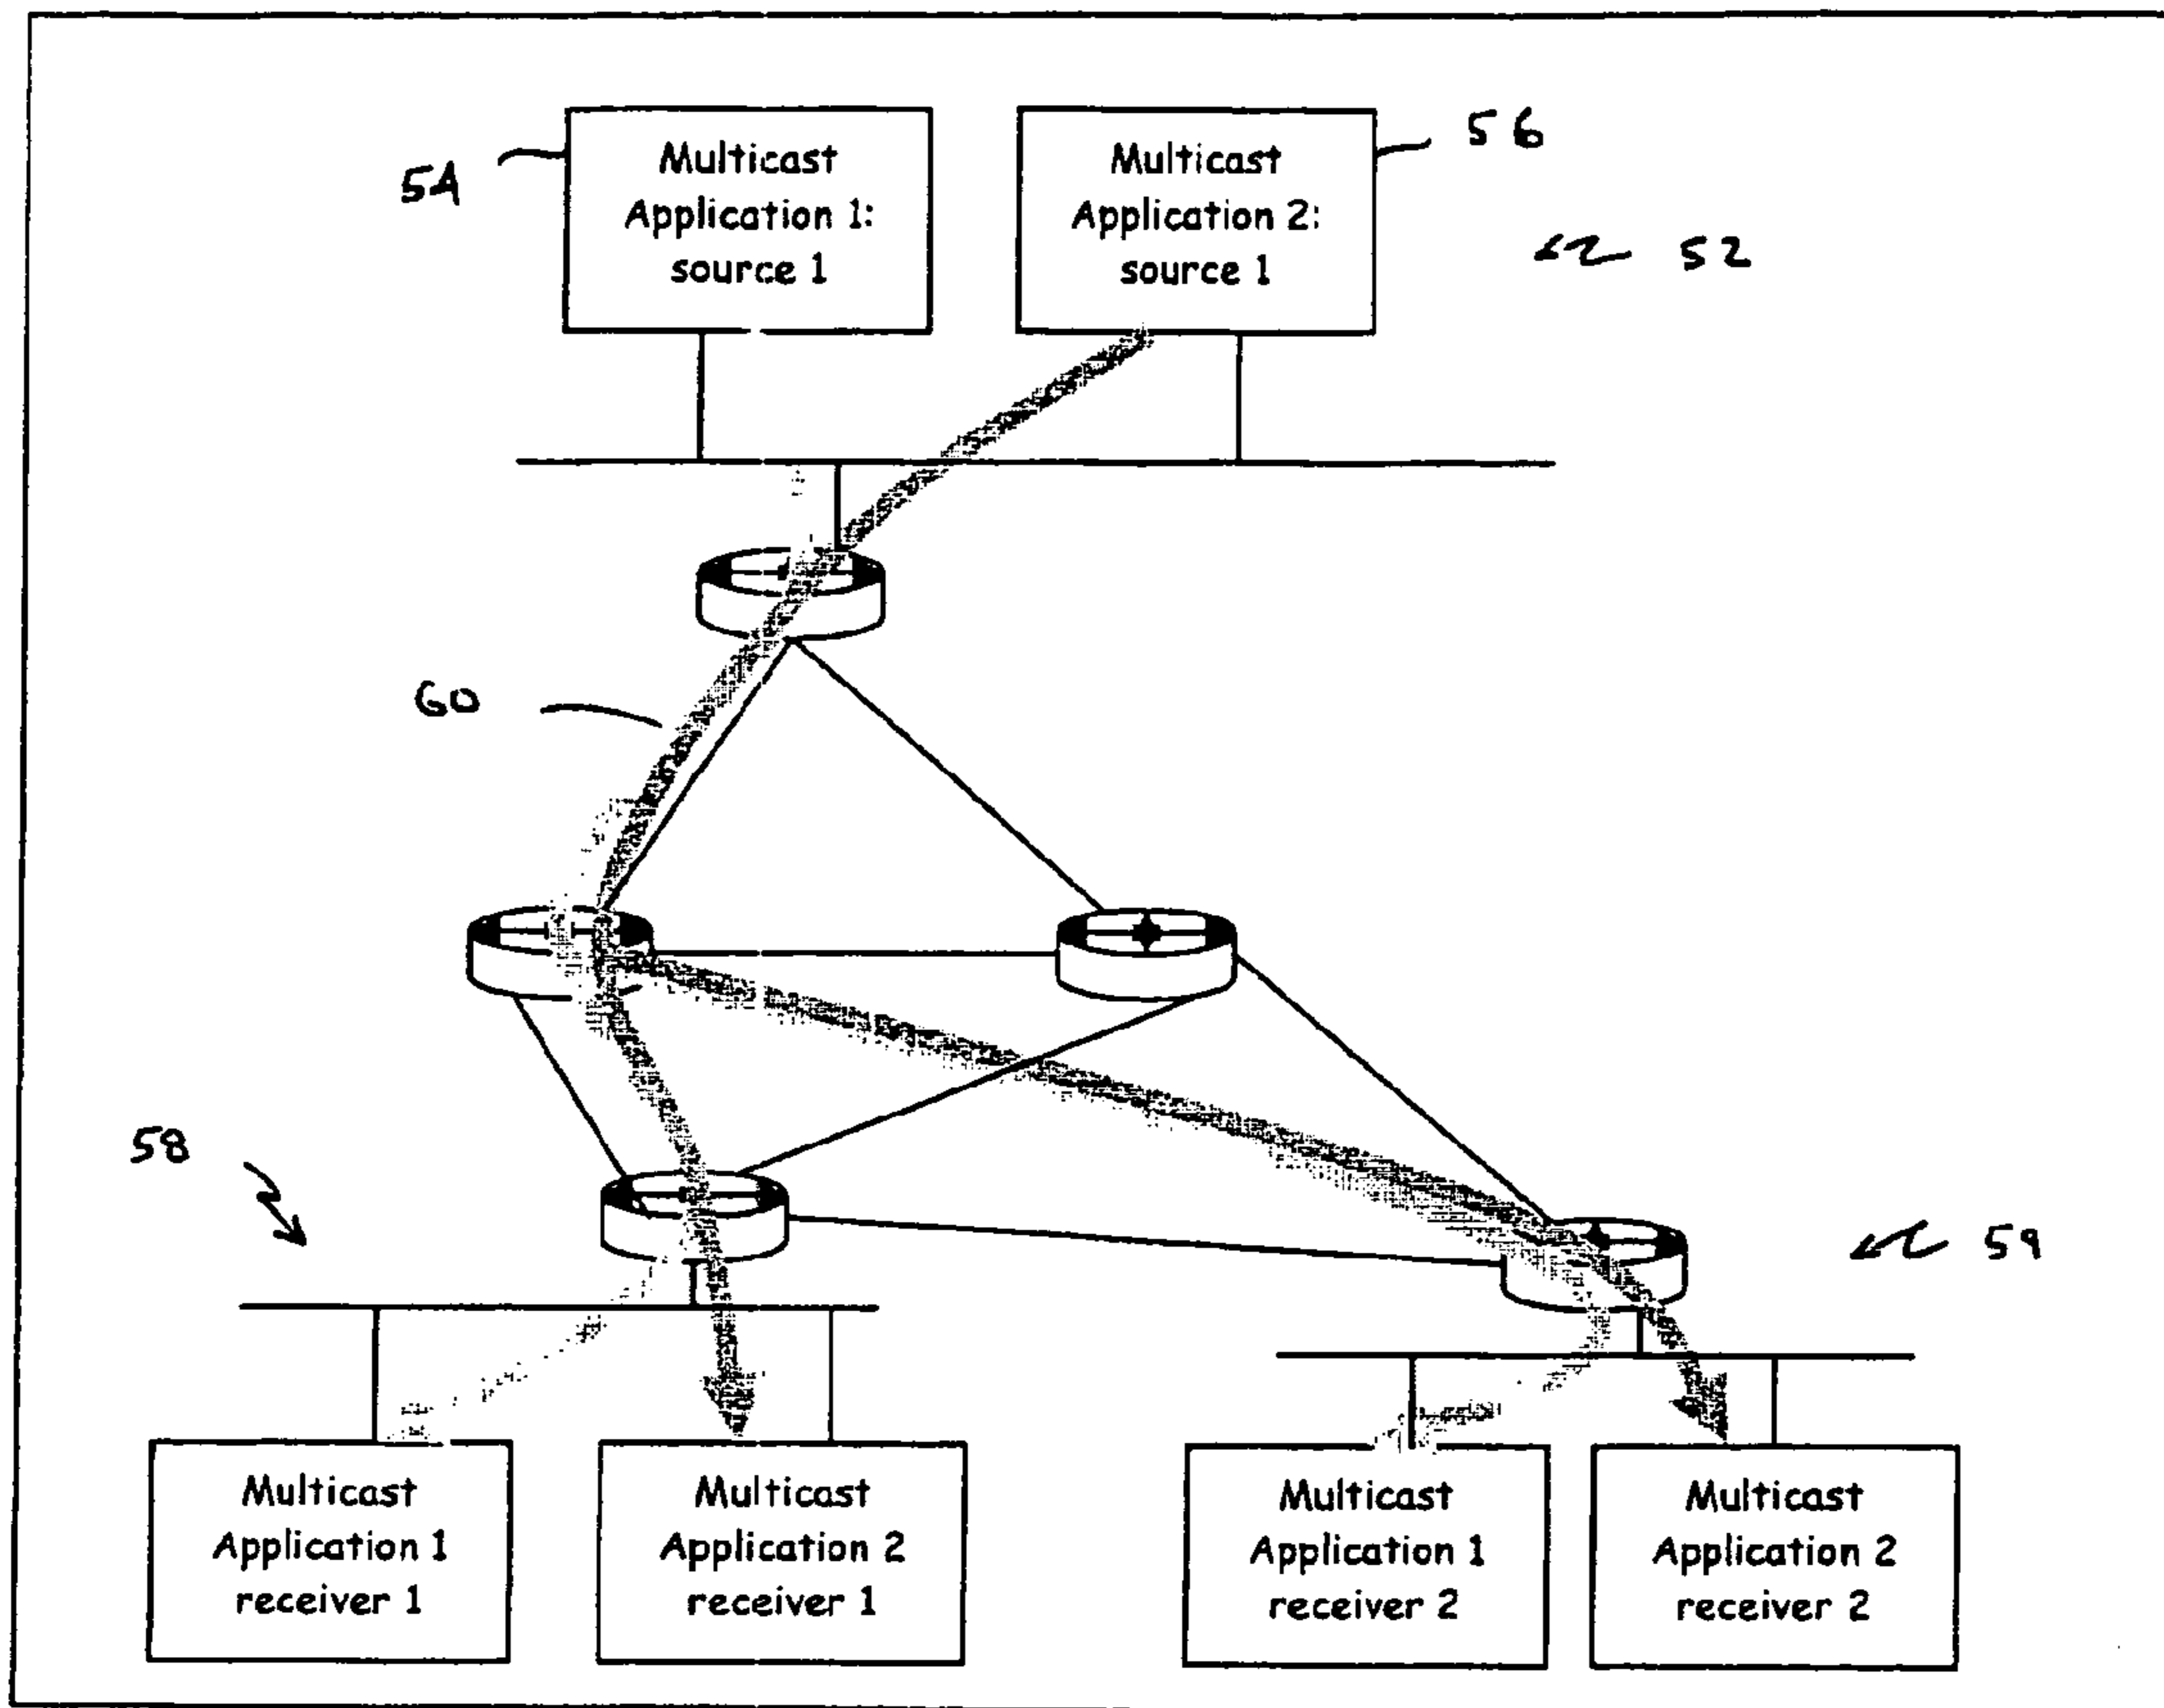 54
Multicast
Application 1:
source 1
Multicast
Application 2:
source 1
56
52
60
58
59
Multicast
Application 1
receiver 1
Multicast
Application 2
receiver 1
Multicast
Application 1
receiver 2
Multicast
Application 2
receiver 2